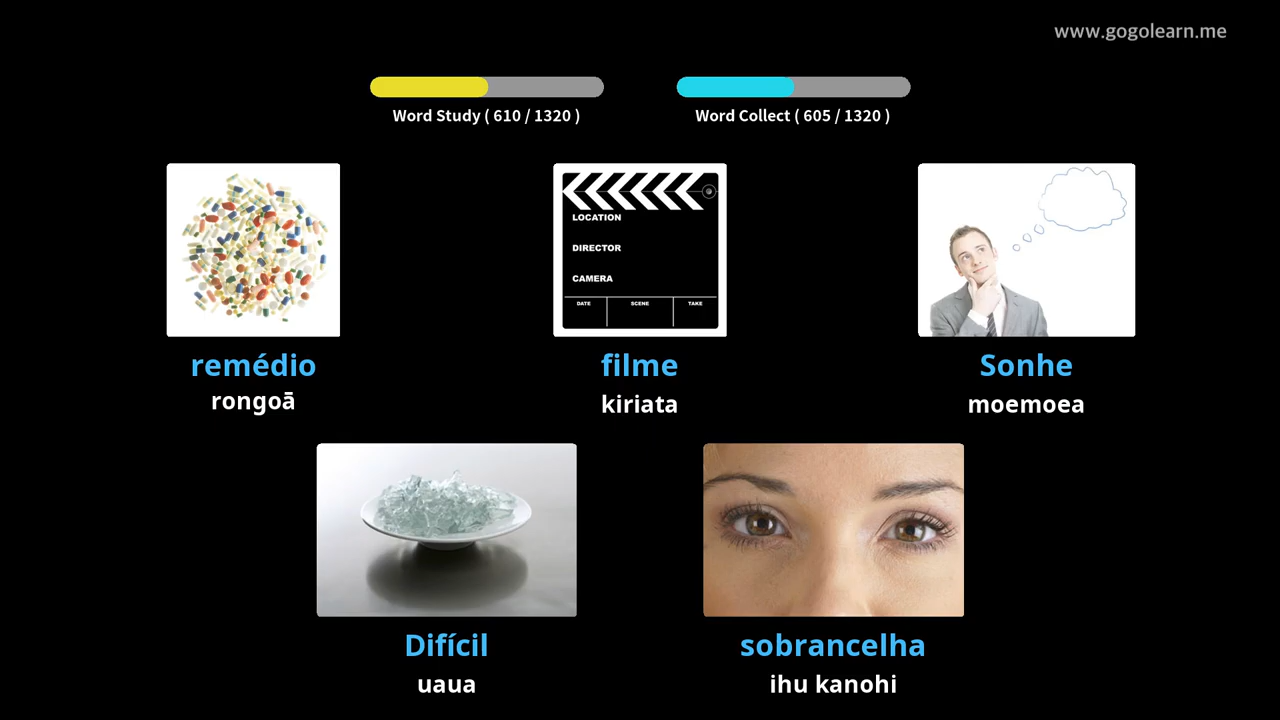 www.gogolearn.me
Word Study ( 610 / 1320 )
Word Collect ( 605 / 1320 )
LOCATION
DIRECTOR
CAMERA
DATE
SCENE
TAKE
remédio
rongoā
filme
kiriata
Sonhe
moemoea
Difícil
uaua
sobrancelha
ihu kanohi